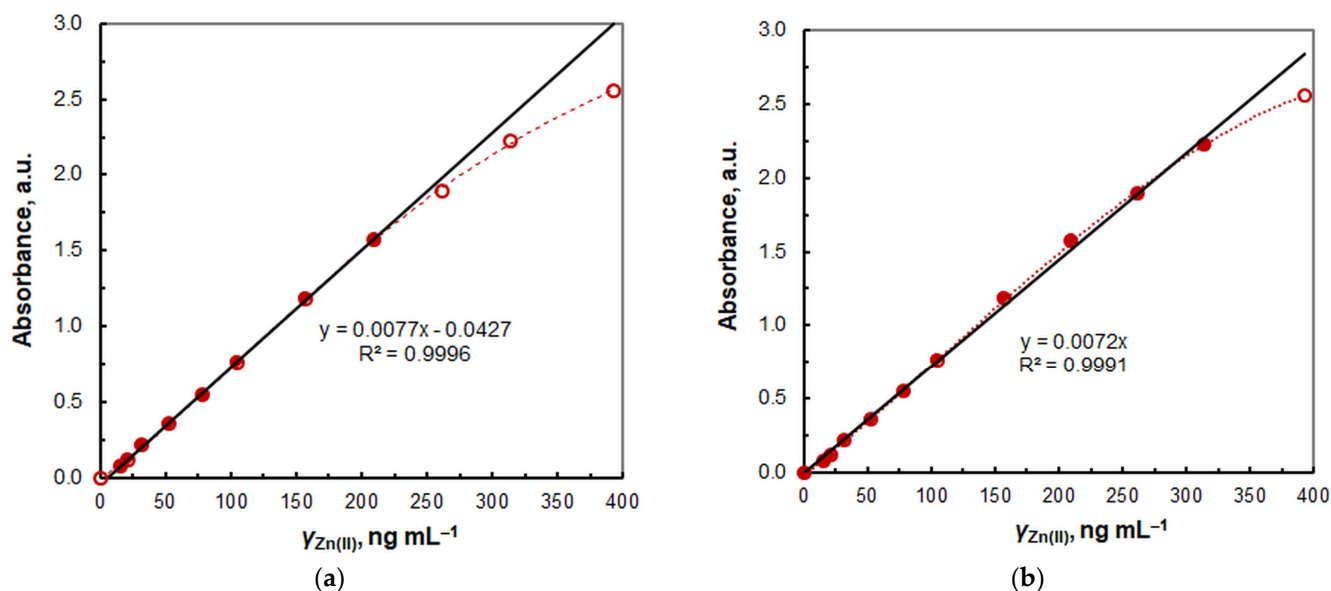 3.0
2.5
2.0
1.5
1.0
0.5
0.0
Absorbance, a.u.
y = 0.0077x - 0.0427
R² = 0.9996
0 50 100 150 200 250 300 350 400
γZn(II), ng mL⁻¹
(a)
3.0
2.5
2.0
1.5
1.0
0.5
0.0
Absorbance, a.u.
y = 0.0072x
R² = 0.9991
0 50 100 150 200 250 300 350 400
γZn(II), ng mL⁻¹
(b)